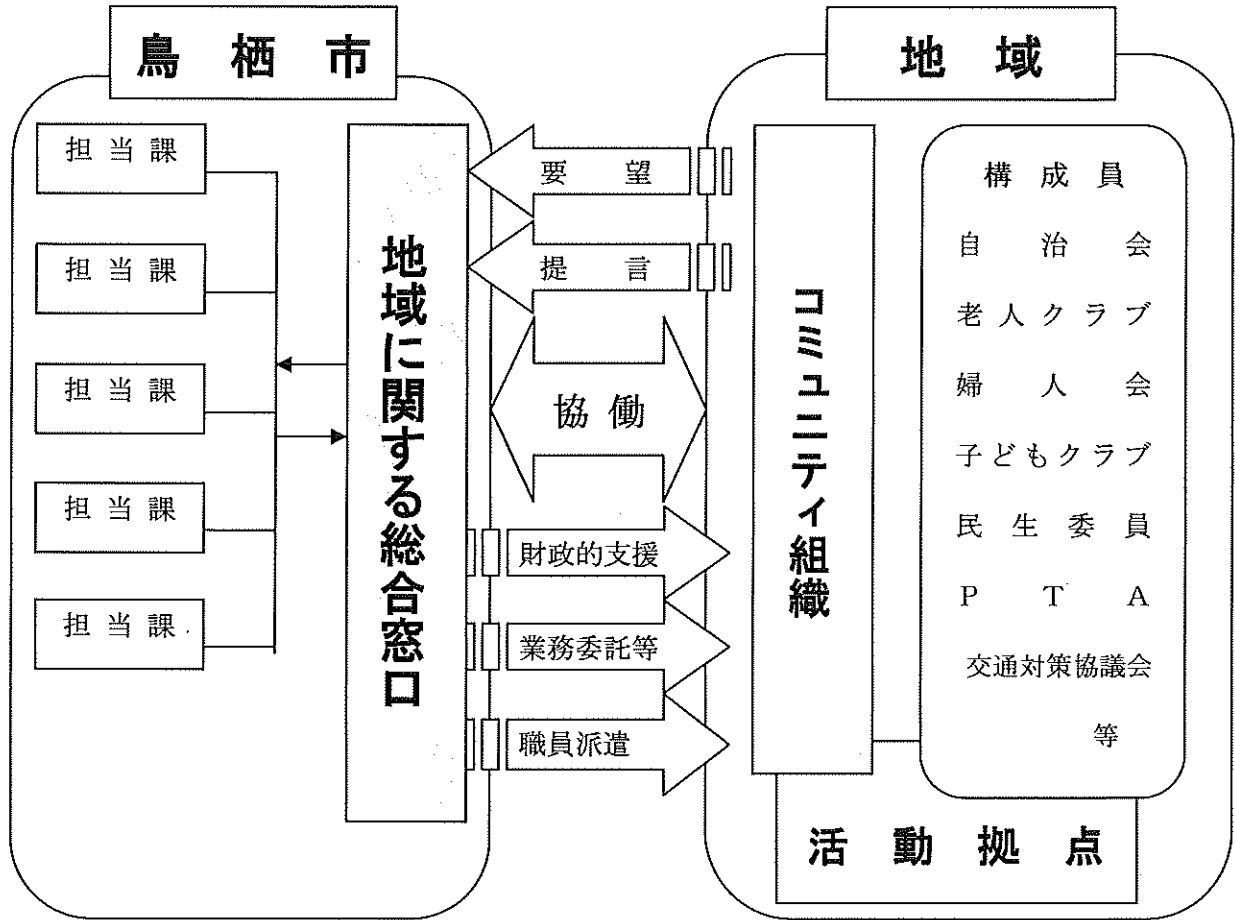 鳥栖市
担当課
担当課
担当課
担当課
担当課
地域に関する総合窓口
要望
提言
協働
財政的支援
業務委託等
職員派遣
地域
コミュニティ組織
構成員
自治会
老人クラブ
婦人会
子どもクラブ
民生委員
PTA
交通対策協議会
等
活動拠点